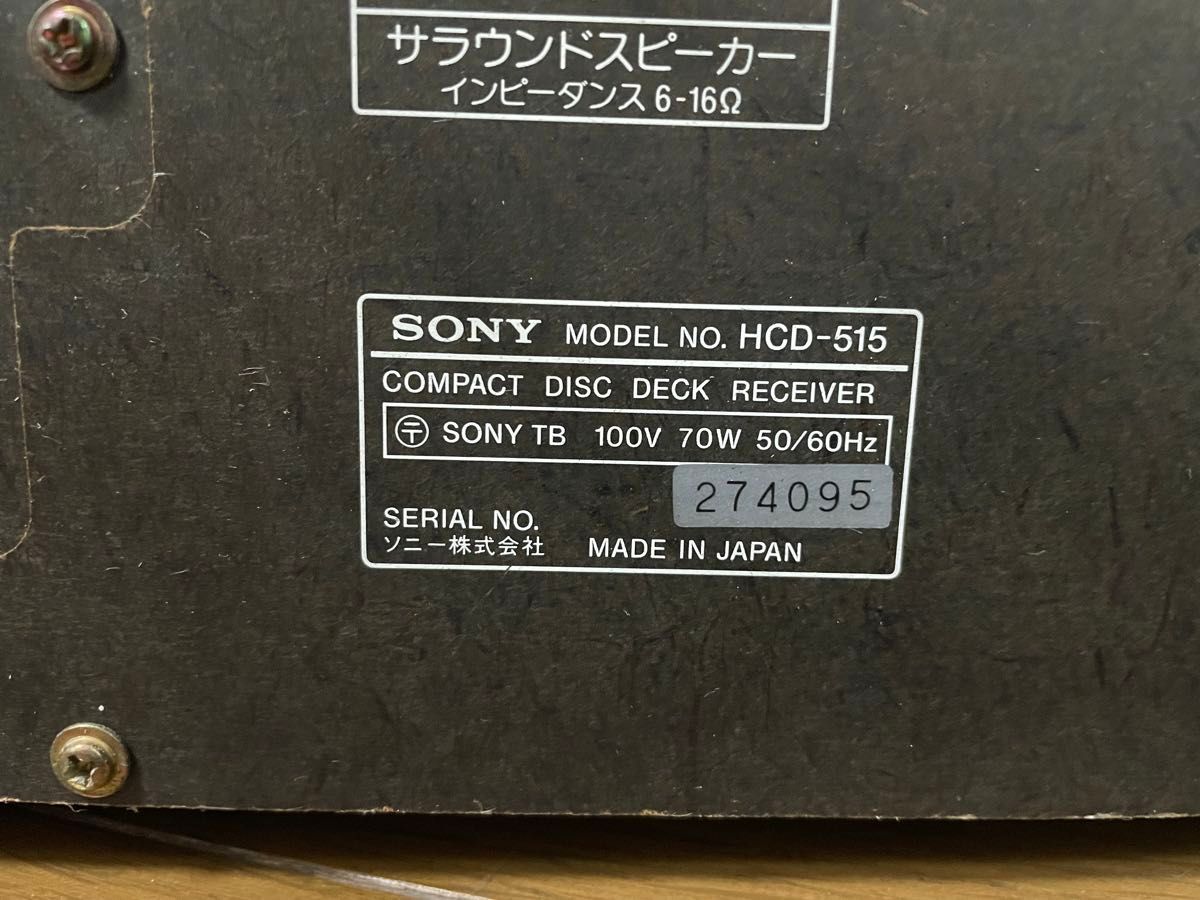 サラウンドスピーカー
インピーダンス 6-16Ω
SONY MODEL NO. HCD-515
COMPACT DISC DECK RECEIVER
〶 SONY TB 100V 70W 50/60Hz
274095
SERIAL NO.
ソニー株式会社 MADE IN JAPAN